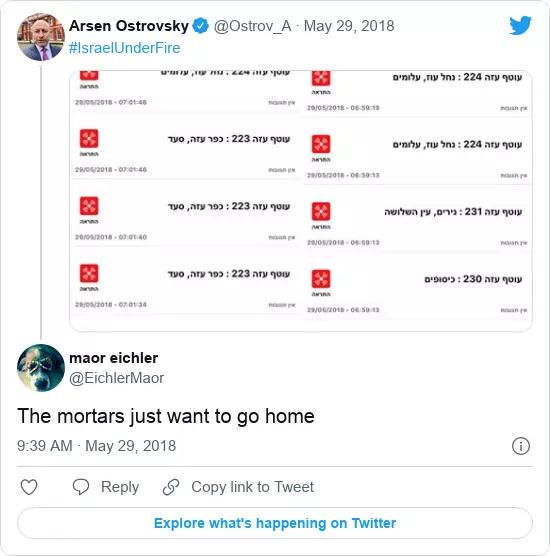 Arsen Ostrovsky @Ostrov_A · May 29, 2018
#IsraelUnderFire
עוטף עזה 224 : נחל עוז, עלומים
התראה
29/05/2018 - 06:59:19
אין תגובות
עוטף עזה 224 : נחל עוז, עלומים
התראה
29/05/2018 - 06:59:13
אין תגובות
עוטף עזה 231 : נירים, עין השלושה
התראה
29/05/2018 - 06:59:13
אין תגובות
עוטף עזה 230 : כיסופים
התראה
29/05/2018 - 06:59:13
אין תגובות
עוטף עזה 224 : נחל עוז, עלומים
התראה
29/05/2018 - 07:01:46
אין תגובות
עוטף עזה 223 : כפר עזה, סעד
התראה
29/05/2018 - 07:01:46
אין תגובות
עוטף עזה 223 : כפר עזה, סעד
התראה
29/05/2018 - 07:01:40
אין תגובות
עוטף עזה 223 : כפר עזה, סעד
התראה
29/05/2018 - 07:01:34
אין תגובות
maor eichler
@EichlerMaor
The mortars just want to go home
9:39 AM · May 29, 2018
Reply Copy link to Tweet
Explore what's happening on Twitter